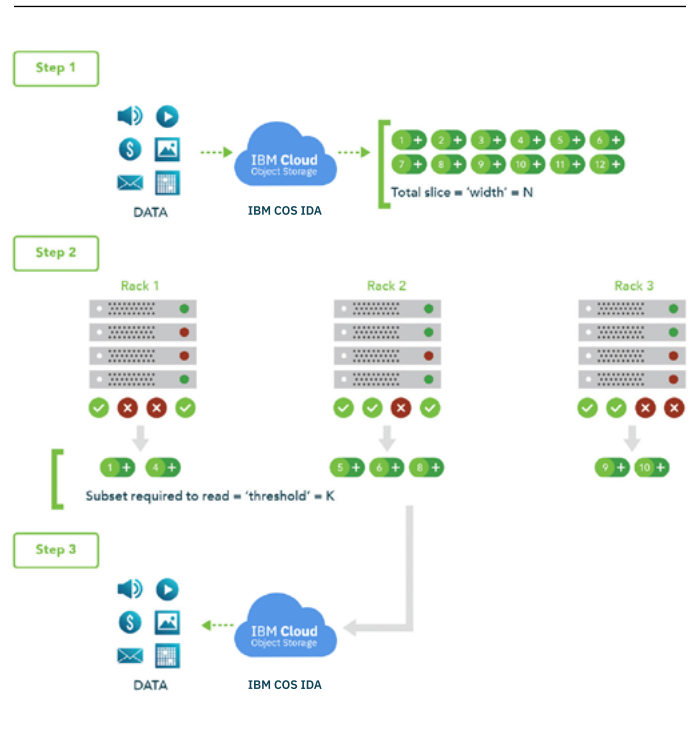 Step 1
1 + 2 + 3 + 4 + 5 + 6 +
7 + 8 + 9 + 10 + 11 + 12 +
IBM Cloud
Object Storage
Total slice = 'width' = N
DATA
IBM COS IDA
Step 2
Rack 1 Rack 2 Rack 3
1 + 4 + 5 + 6 + 8 + 9 + 10 +
Subset required to read = 'threshold' = K
Step 3
$
IBM Cloud
Object Storage
DATA
IBM COS IDA